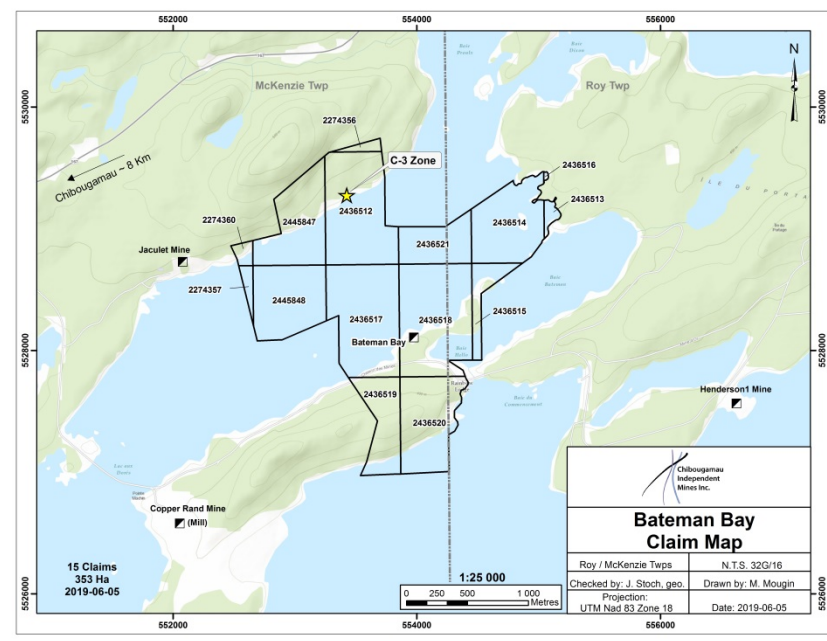 552000
554000
556000
5530000
5530000
McKenzie Twp
Roy Twp
N
2274356
C-3 Zone
Chibougamau ~ 8 Km
2436516
2436512
2436513
2274360
2445847
2436514
2436521
Jaculet Mine
2274357
2445848
2436517
2436518
2436515
5528000
5528000
Bateman Bay
2436519
2436520
Henderson1 Mine
Copper Rand Mine
(Mill)
Chibougamau
Independent
Mines Inc.
Bateman Bay
Claim Map
Roy / McKenzie Twps
N.T.S. 32G/16
Checked by: J. Stoch, geo.
Drawn by: M. Mougin
Projection:
UTM Nad 83 Zone 18
Date: 2019-06-05
15 Claims
353 Ha
2019-06-05
1:25 000
0 250 500 1 000
Metres
5526000
5526000
552000
554000
556000